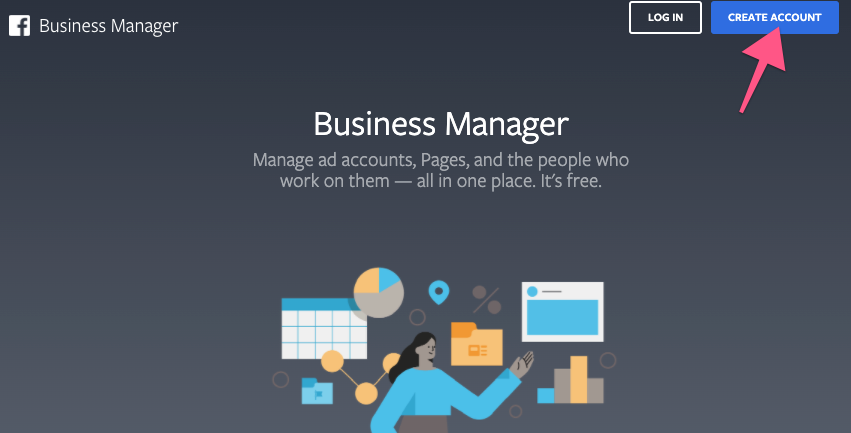 Business Manager
LOG IN
CREATE ACCOUNT
Business Manager
Manage ad accounts, Pages, and the people who
work on them — all in one place. It's free.